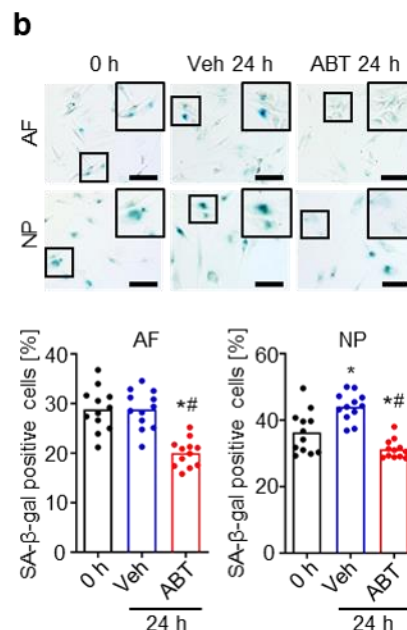 b
0 h Veh 24 h ABT 24 h
AF
NP
AF
SA-β-gal positive cells [%]
40
30
20
10
0
*#
0 h Veh ABT
24 h
NP
SA-β-gal positive cells [%]
60
40
20
0
*
*#
0 h Veh ABT
24 h